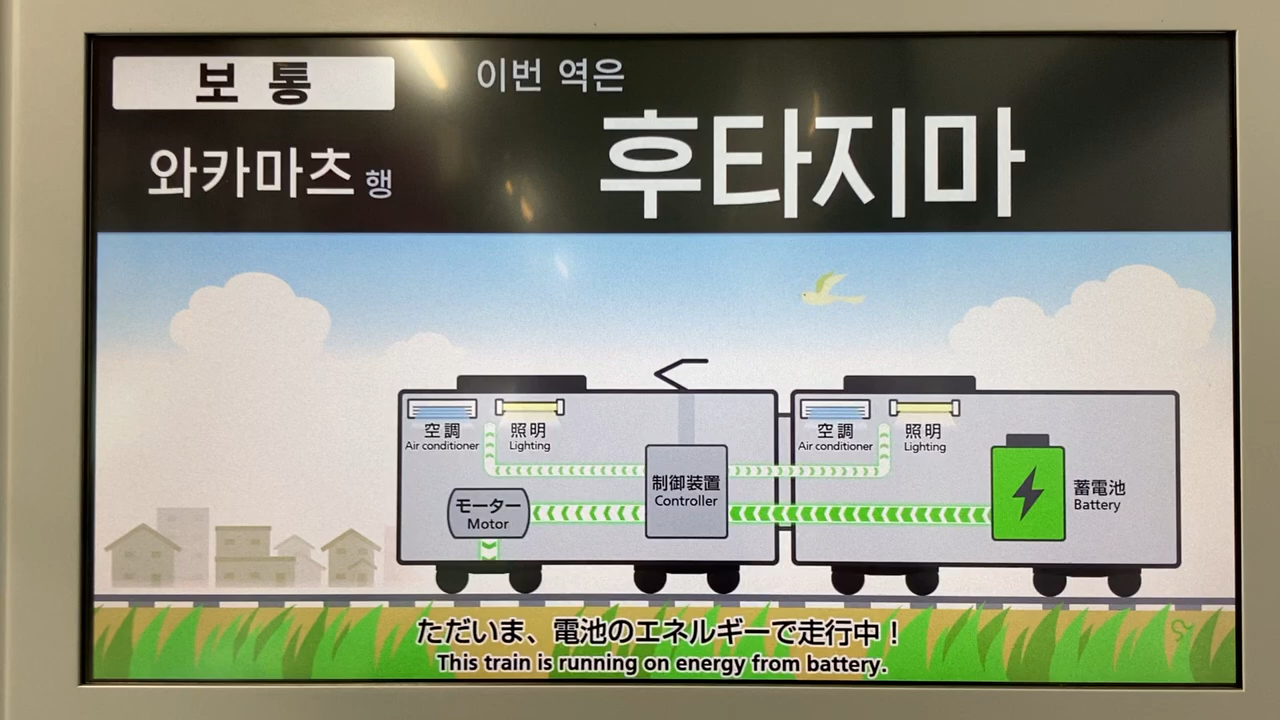 보통
이번 역은
와카마츠 행
후타지마
空調
Air conditioner
照明
Lighting
空調
Air conditioner
照明
Lighting
制御装置
Controller
モーター
Motor
蓄電池
Battery
ただいま、電池のエネルギーで走行中！
This train is running on energy from battery.